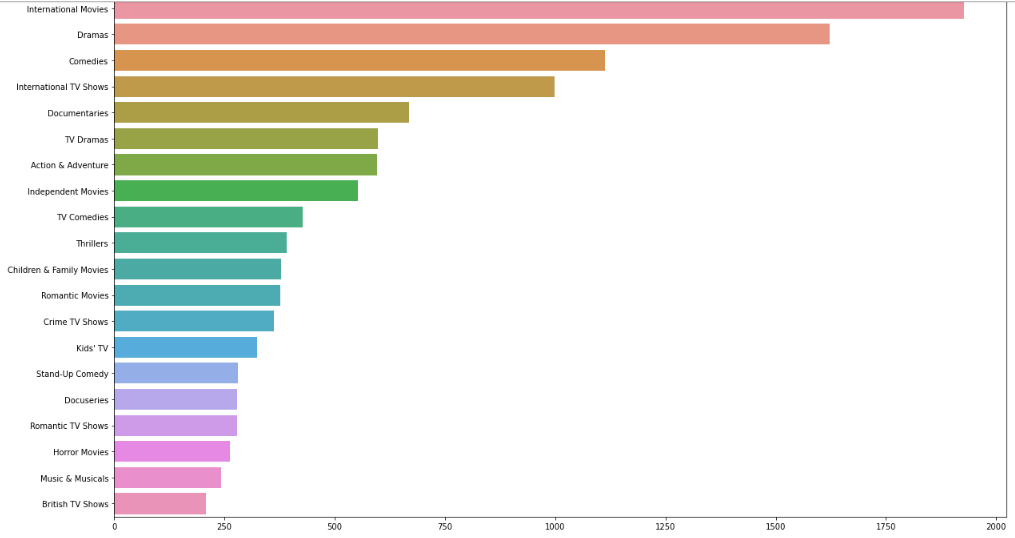 International Movies
Dramas
Comedies
International TV Shows
Documentaries
TV Dramas
Action & Adventure
Independent Movies
TV Comedies
Thrillers
Children & Family Movies
Romantic Movies
Crime TV Shows
Kids' TV
Stand-Up Comedy
Docuseries
Romantic TV Shows
Horror Movies
Music & Musicals
British TV Shows
0 250 500 750 1000 1250 1500 1750 2000